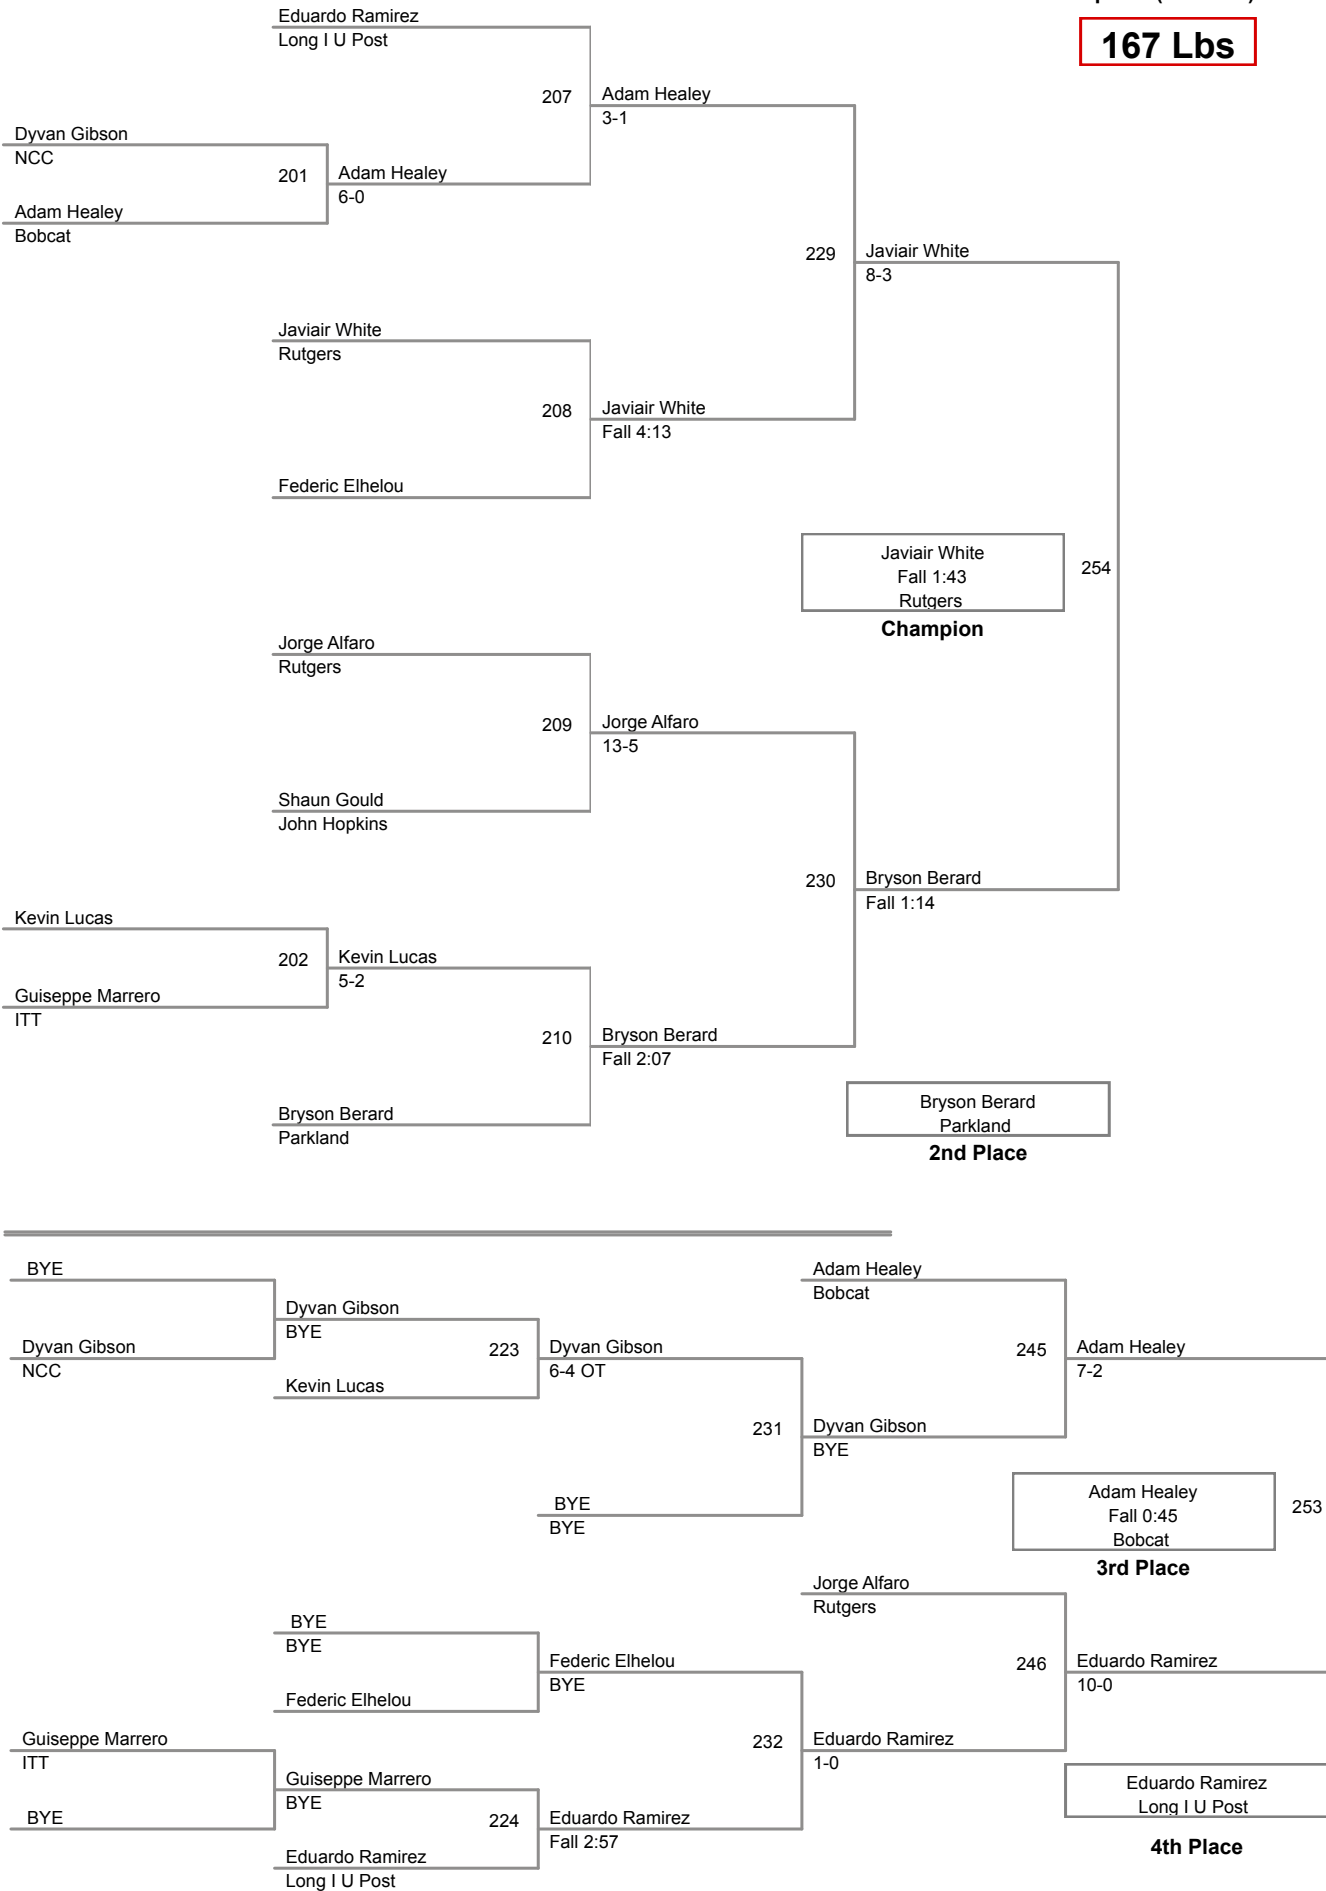 Eduardo Ramirez
Long I U Post
167 Lbs
207
Adam Healey
3-1
Dyvan Gibson
NCC
201
Adam Healey
6-0
Adam Healey
Bobcat
229
Javiair White
8-3
Javiair White
Rutgers
208
Javiair White
Fall 4:13
Federic Elhelou
Javiair White
Fall 1:43
Rutgers
254
Champion
Jorge Alfaro
Rutgers
209
Jorge Alfaro
13-5
Shaun Gould
John Hopkins
230
Bryson Berard
Fall 1:14
Kevin Lucas
202
Kevin Lucas
5-2
Guiseppe Marrero
ITT
210
Bryson Berard
Fall 2:07
Bryson Berard
Parkland
Bryson Berard
Parkland
2nd Place
BYE
Adam Healey
Bobcat
Dyvan Gibson
BYE
Dyvan Gibson
NCC
223
Dyvan Gibson
6-4 OT
245
Adam Healey
7-2
Kevin Lucas
231
Dyvan Gibson
BYE
BYE
BYE
Adam Healey
Fall 0:45
Bobcat
253
3rd Place
Jorge Alfaro
Rutgers
BYE
BYE
Federic Elhelou
BYE
246
Eduardo Ramirez
10-0
Federic Elhelou
Guiseppe Marrero
ITT
232
Eduardo Ramirez
1-0
Guiseppe Marrero
BYE
Eduardo Ramirez
Long I U Post
BYE
224
Eduardo Ramirez
Fall 2:57
4th Place
Eduardo Ramirez
Long I U Post